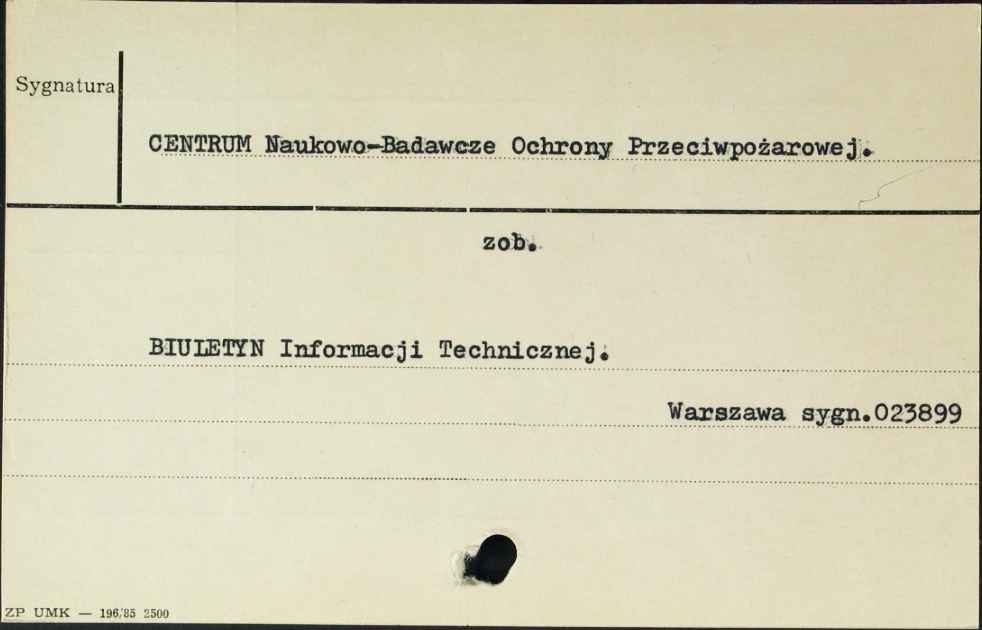 Sygnatura
CENTRUM Naukowo-Badawcze Ochrony Przeciwpożarowej.
zob.
BIULETYN Informacji Technicznej.
Warszawa sygn.023899
ZP UMK — 196/85 2500